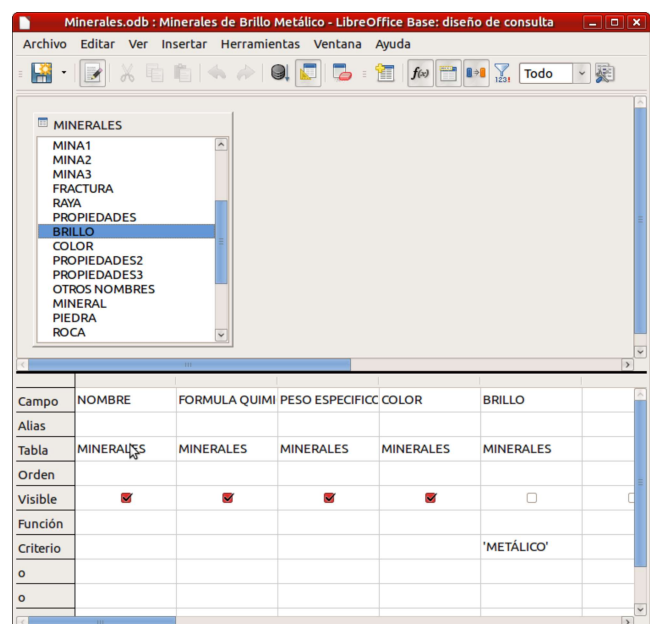 Minerales.odb : Minerales de Brillo Metálico - LibreOffice Base: diseño de consulta
Archivo Editar Ver Insertar Herramientas Ventana Ayuda
f(x) 123! Todo
MINERALES
MINA1
MINA2
MINA3
FRACTURA
RAYA
PROPIEDADES
BRILLO
COLOR
PROPIEDADES2
PROPIEDADES3
OTROS NOMBRES
MINERAL
PIEDRA
ROCA
Campo NOMBRE FORMULA QUIMI PESO ESPECIFICO COLOR BRILLO
Alias
Tabla MINERALES MINERALES MINERALES MINERALES MINERALES
Orden
Visible
Función
Criterio 'METÁLICO'
o
o